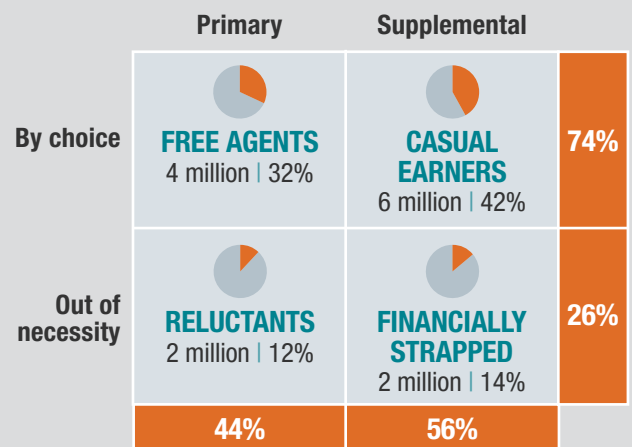 Primary Supplemental
By choice
FREE AGENTS
4 million | 32%
CASUAL
EARNERS
6 million | 42%
74%
Out of
necessity
RELUCTANTS
2 million | 12%
FINANCIALLY
STRAPPED
2 million | 14%
26%
44% 56%